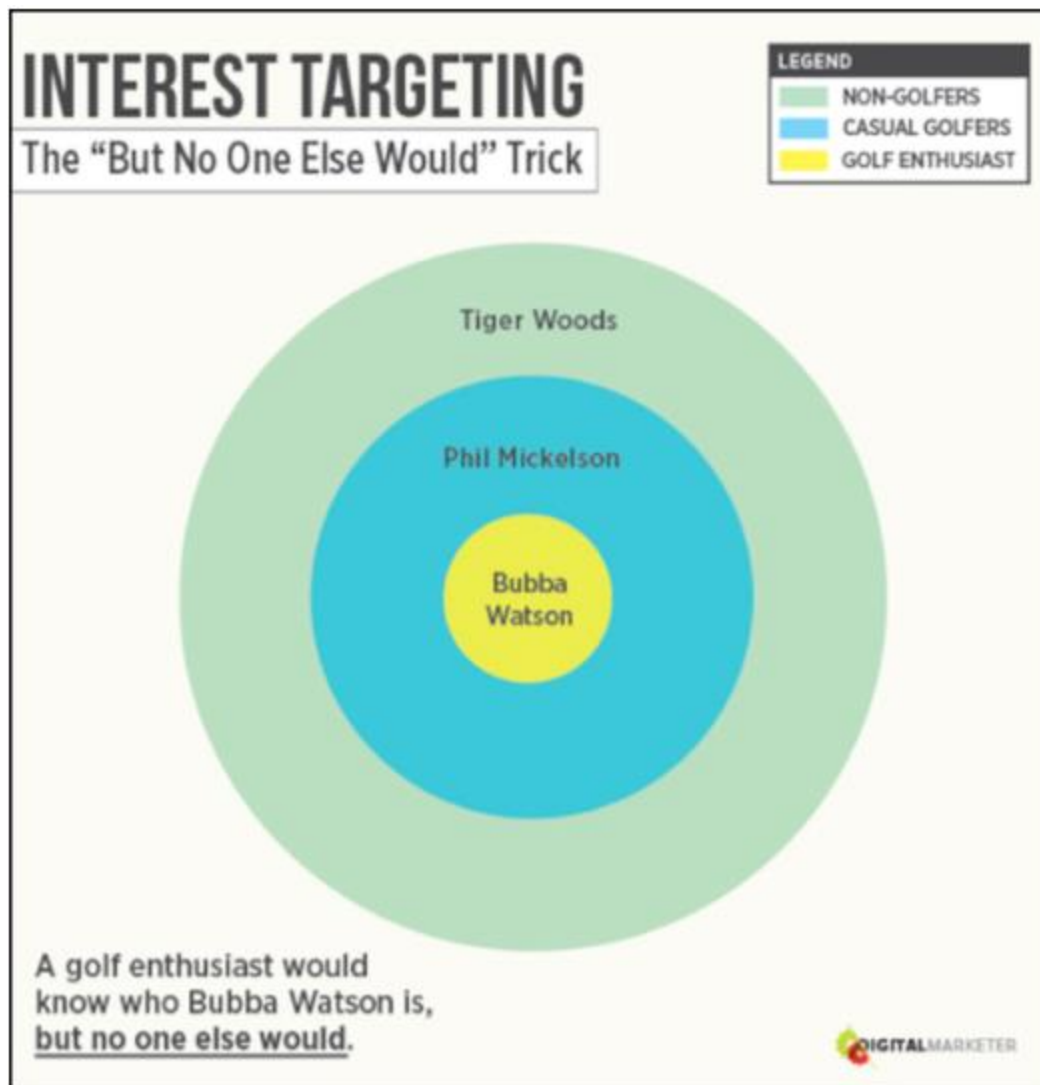 INTEREST TARGETING
The “But No One Else Would” Trick
LEGEND
NON-GOLFERS
CASUAL GOLFERS
GOLF ENTHUSIAST
Tiger Woods
Phil Mickelson
Bubba
Watson
A golf enthusiast would
know who Bubba Watson is,
but no one else would.
DIGITALMARKETER